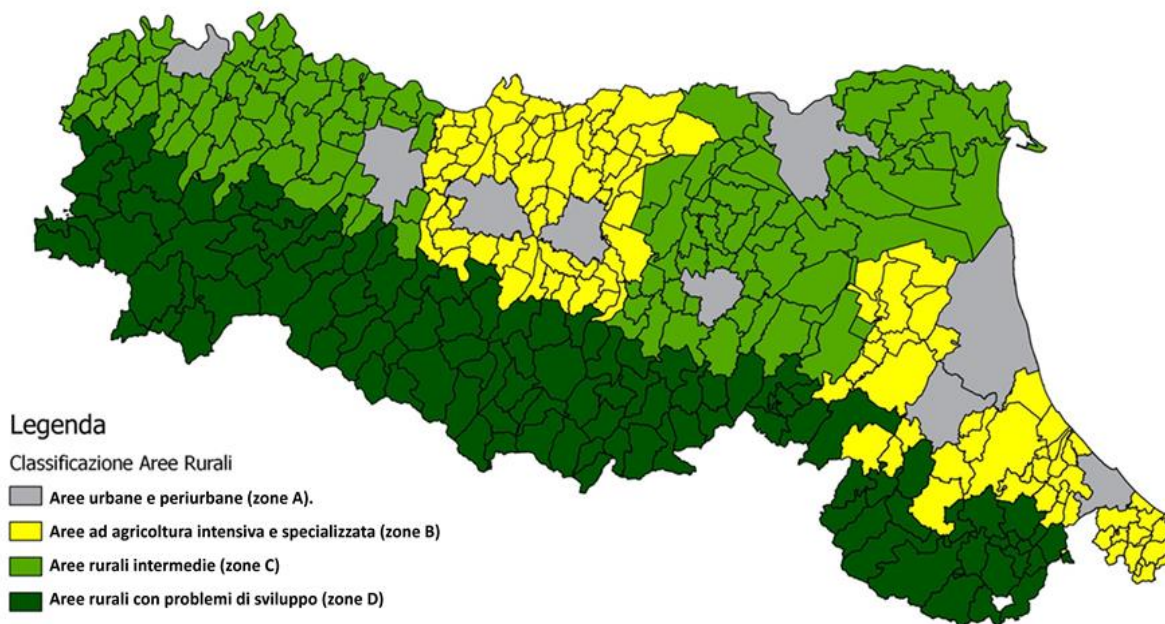 Legenda
Classificazione Aree Rurali
Aree urbane e periurbane (zone A).
Aree ad agricoltura intensiva e specializzata (zone B)
Aree rurali intermedie (zone C)
Aree rurali con problemi di sviluppo (zone D)